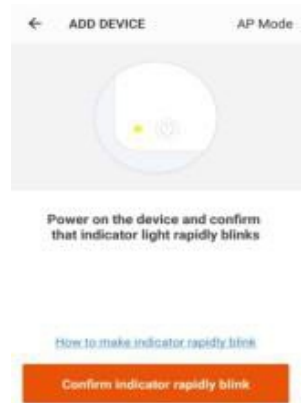 ← ADD DEVICE AP Mode
Power on the device and confirm
that indicator light rapidly blinks
How to make indicator rapidly blink
Confirm indicator rapidly blink